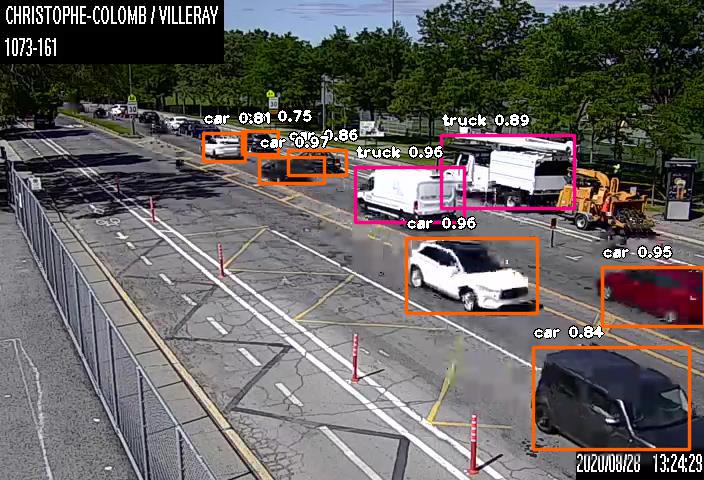 CHRISTOPHE-COLOMB / VILLERAY
1073-161
car 0.81
0.75
car 0.86
car 0.97
truck 0.89
truck 0.96
car 0.96
car 0.95
car 0.84
30
30
2020/08/28 13:24:29